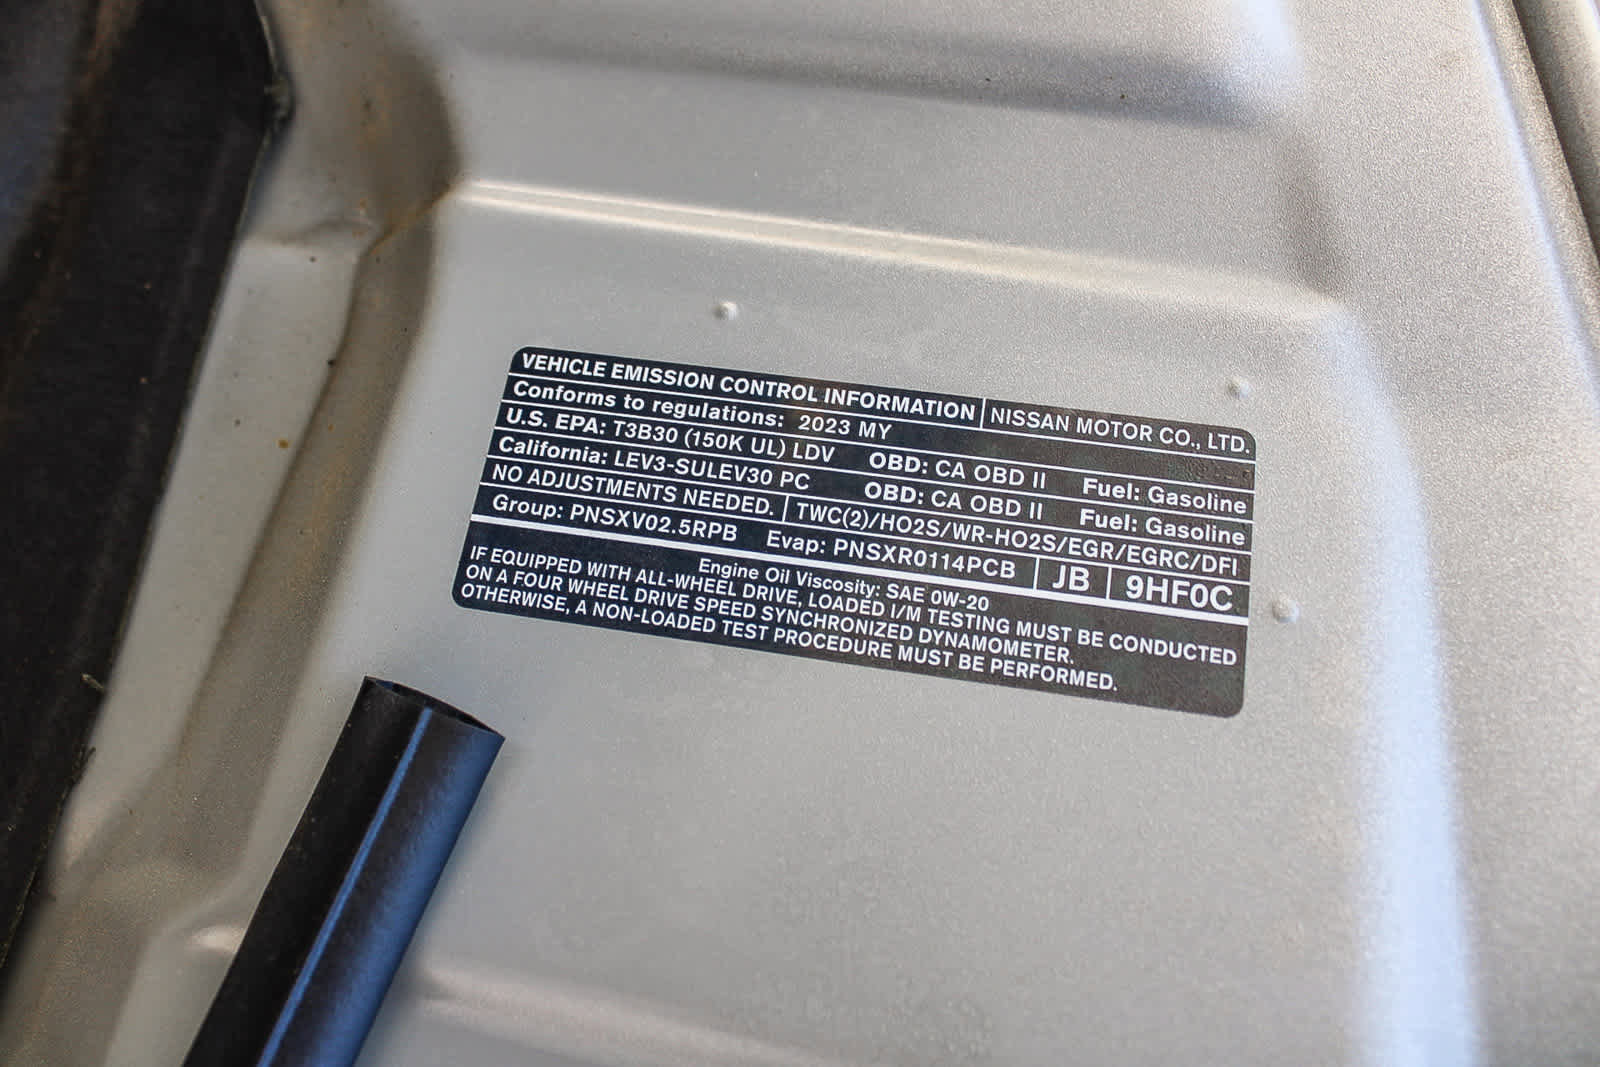 VEHICLE EMISSION CONTROL INFORMATION NISSAN MOTOR CO., LTD.
Conforms to regulations: 2023 MY
U.S. EPA: T3B30 (150K UL) LDV OBD: CA OBD II Fuel: Gasoline
California: LEV3-SULEV30 PC OBD: CA OBD II Fuel: Gasoline
NO ADJUSTMENTS NEEDED. TWC(2)/HO2S/WR-HO2S/EGR/EGRC/DFI
Group: PNSXV02.5RPB Evap: PNSXR0114PCB JB 9HF0C
Engine Oil Viscosity: SAE 0W-20
IF EQUIPPED WITH ALL-WHEEL DRIVE, LOADED I/M TESTING MUST BE CONDUCTED
ON A FOUR WHEEL DRIVE SPEED SYNCHRONIZED DYNAMOMETER.
OTHERWISE, A NON-LOADED TEST PROCEDURE MUST BE PERFORMED.